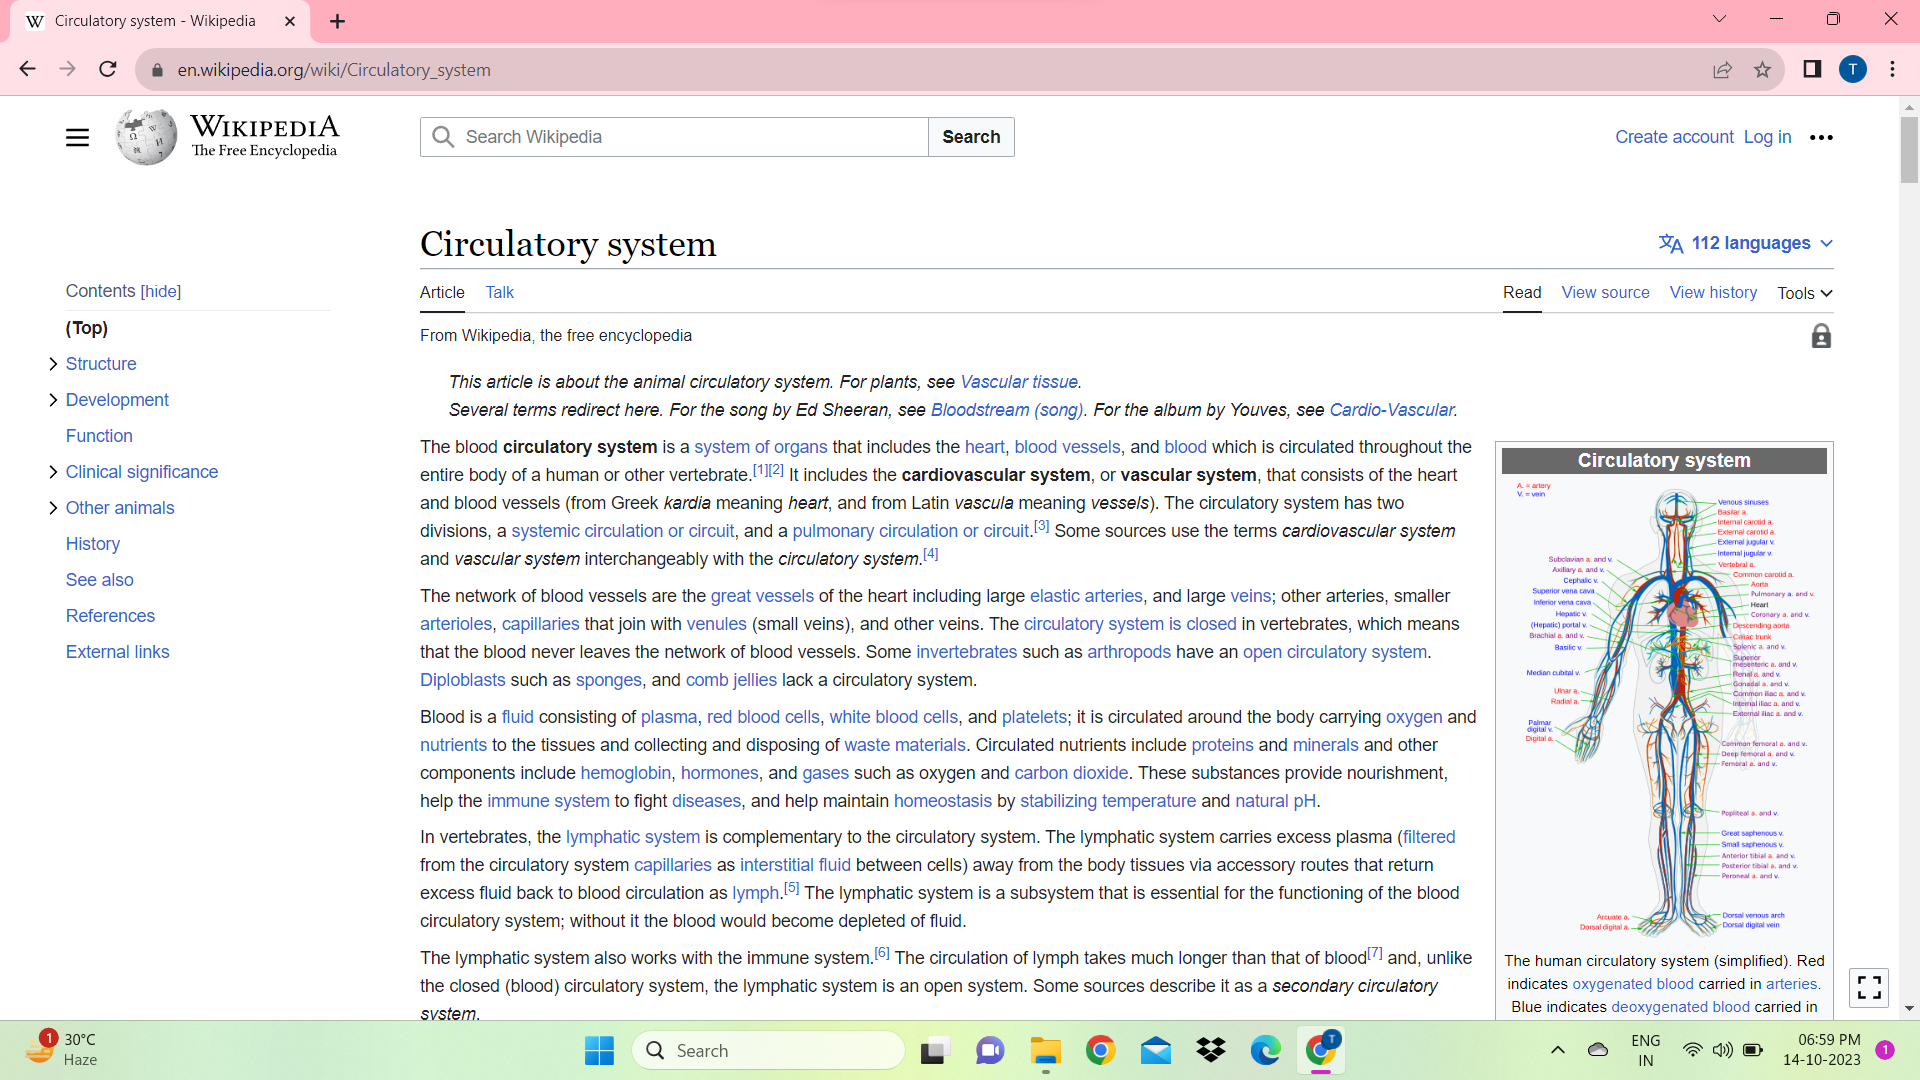 Circulatory system - Wikipedia
en.wikipedia.org/wiki/Circulatory_system
T
WIKIPEDIA
The Free Encyclopedia
Search Wikipedia
Search
Create account Log in
Circulatory system
112 languages
Article Talk
Read View source View history Tools
From Wikipedia, the free encyclopedia
Contents [hide]
(Top)
Structure
Development
Function
Clinical significance
Other animals
History
See also
References
External links
This article is about the animal circulatory system. For plants, see Vascular tissue.
Several terms redirect here. For the song by Ed Sheeran, see Bloodstream (song). For the album by Youves, see Cardio-Vascular.
The blood circulatory system is a system of organs that includes the heart, blood vessels, and blood which is circulated throughout the
entire body of a human or other vertebrate.[1][2] It includes the cardiovascular system, or vascular system, that consists of the heart
and blood vessels (from Greek kardia meaning heart, and from Latin vascula meaning vessels). The circulatory system has two
divisions, a systemic circulation or circuit, and a pulmonary circulation or circuit.[3] Some sources use the terms cardiovascular system
and vascular system interchangeably with the circulatory system.[4]
The network of blood vessels are the great vessels of the heart including large elastic arteries, and large veins; other arteries, smaller
arterioles, capillaries that join with venules (small veins), and other veins. The circulatory system is closed in vertebrates, which means
that the blood never leaves the network of blood vessels. Some invertebrates such as arthropods have an open circulatory system.
Diploblasts such as sponges, and comb jellies lack a circulatory system.
Blood is a fluid consisting of plasma, red blood cells, white blood cells, and platelets; it is circulated around the body carrying oxygen and
nutrients to the tissues and collecting and disposing of waste materials. Circulated nutrients include proteins and minerals and other
components include hemoglobin, hormones, and gases such as oxygen and carbon dioxide. These substances provide nourishment,
help the immune system to fight diseases, and help maintain homeostasis by stabilizing temperature and natural pH.
In vertebrates, the lymphatic system is complementary to the circulatory system. The lymphatic system carries excess plasma (filtered
from the circulatory system capillaries as interstitial fluid between cells) away from the body tissues via accessory routes that return
excess fluid back to blood circulation as lymph.[5] The lymphatic system is a subsystem that is essential for the functioning of the blood
circulatory system; without it the blood would become depleted of fluid.
The lymphatic system also works with the immune system.[6] The circulation of lymph takes much longer than that of blood[7] and, unlike
the closed (blood) circulatory system, the lymphatic system is an open system. Some sources describe it as a secondary circulatory
system.
Circulatory system
A. = artery
V. = vein
Venous sinuses
Basilar a.
Internal carotid a.
External carotid a.
External jugular v.
Internal jugular v.
Vertebral a.
Common carotid a.
Aorta
Pulmonary a. and v.
Heart
Coronary a. and v.
Descending aorta
Celiac trunk
Splenic a. and v.
Superior
mesenteric a. and v.
Renal a. and v.
Gonadal a. and v.
Common iliac a. and v.
Internal iliac a. and v.
External iliac a. and v.
Common femoral a. and v.
Deep femoral a. and v.
Femoral a. and v.
Popliteal a. and v.
Great saphenous v.
Small saphenous v.
Anterior tibial a. and v.
Posterior tibial a. and v.
Peroneal a. and v.
Dorsal venous arch
Dorsal digital vein
Subclavian a. and v.
Axillary a. and v.
Cephalic v.
Superior vena cava
Inferior vena cava
Hepatic v.
(Hepatic) portal v.
Brachial a. and v.
Basilic v.
Median cubital v.
Ulnar a.
Radial a.
Palmar
digital v.
Digital a.
Arcuate a.
Dorsal digital a.
The human circulatory system (simplified). Red
indicates oxygenated blood carried in arteries.
Blue indicates deoxygenated blood carried in
1
30°C
Haze
Search
T
ENG
IN
06:59 PM
14-10-2023
1